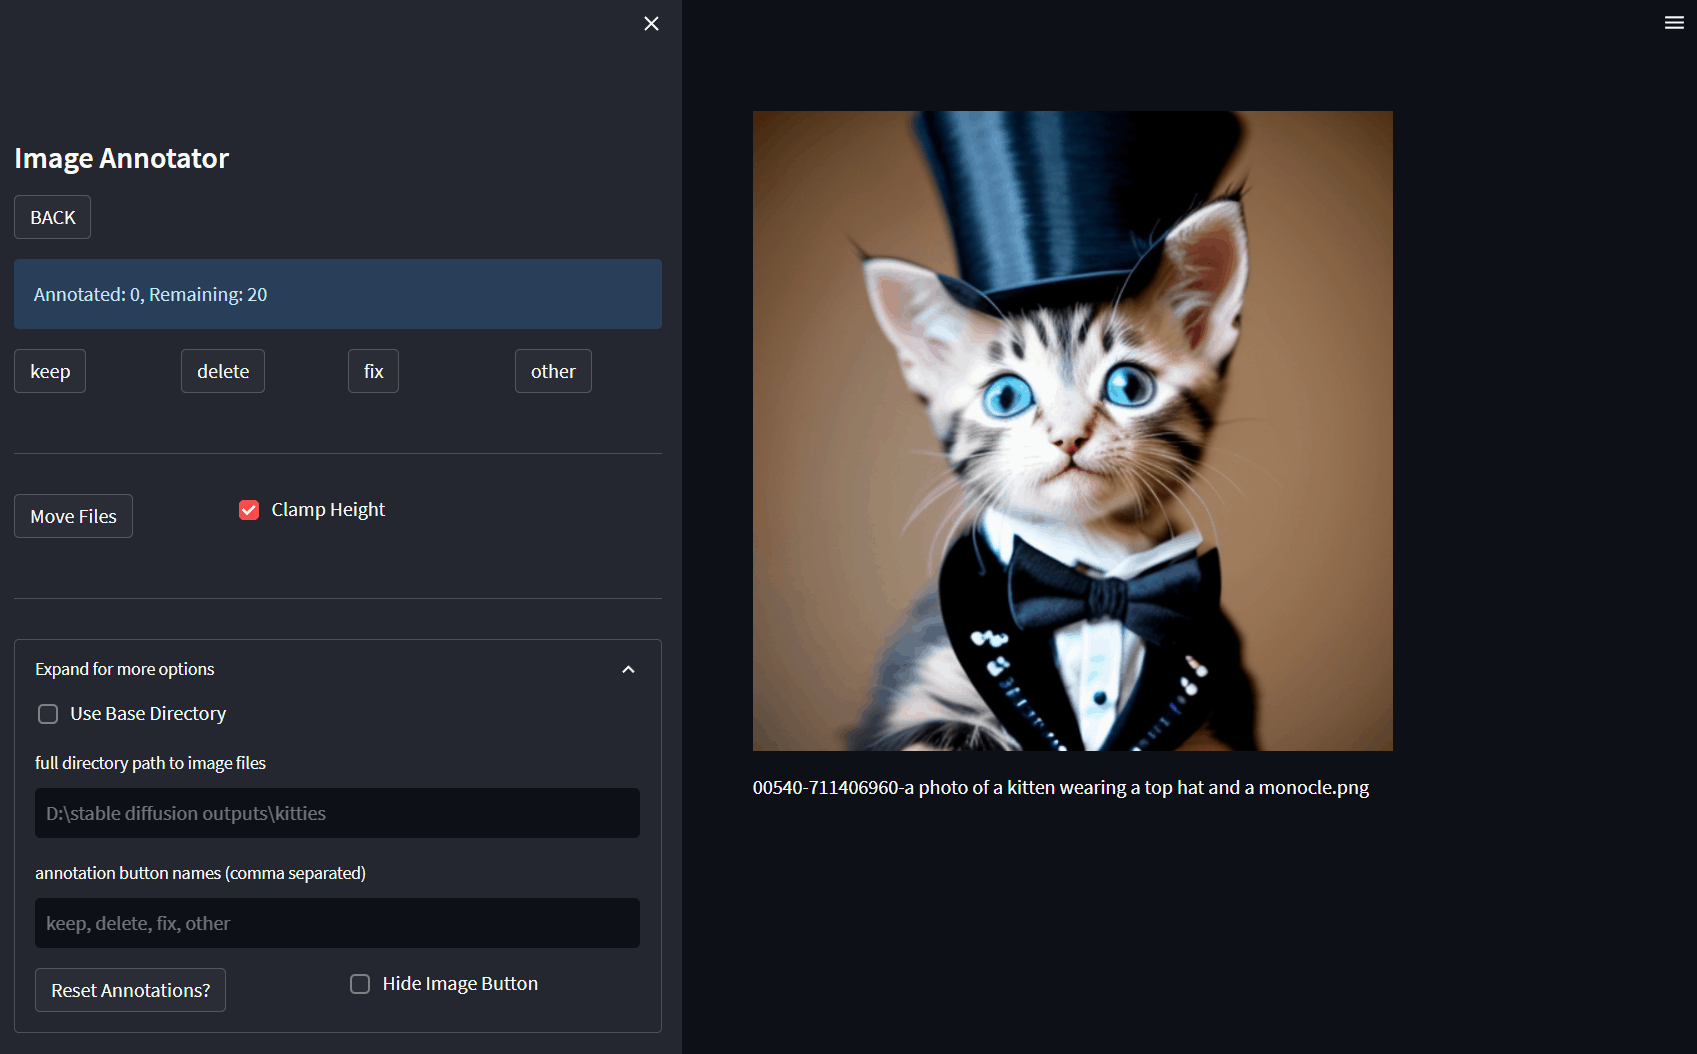 Image Annotator
BACK
Annotated: 0, Remaining: 20
keep
delete
fix
other
Move Files
Clamp Height
Expand for more options
Use Base Directory
full directory path to image files
D:\stable diffusion outputs\kitties
annotation button names (comma separated)
keep, delete, fix, other
Reset Annotations?
Hide Image Button
00540-711406960-a photo of a kitten wearing a top hat and a monocle.png